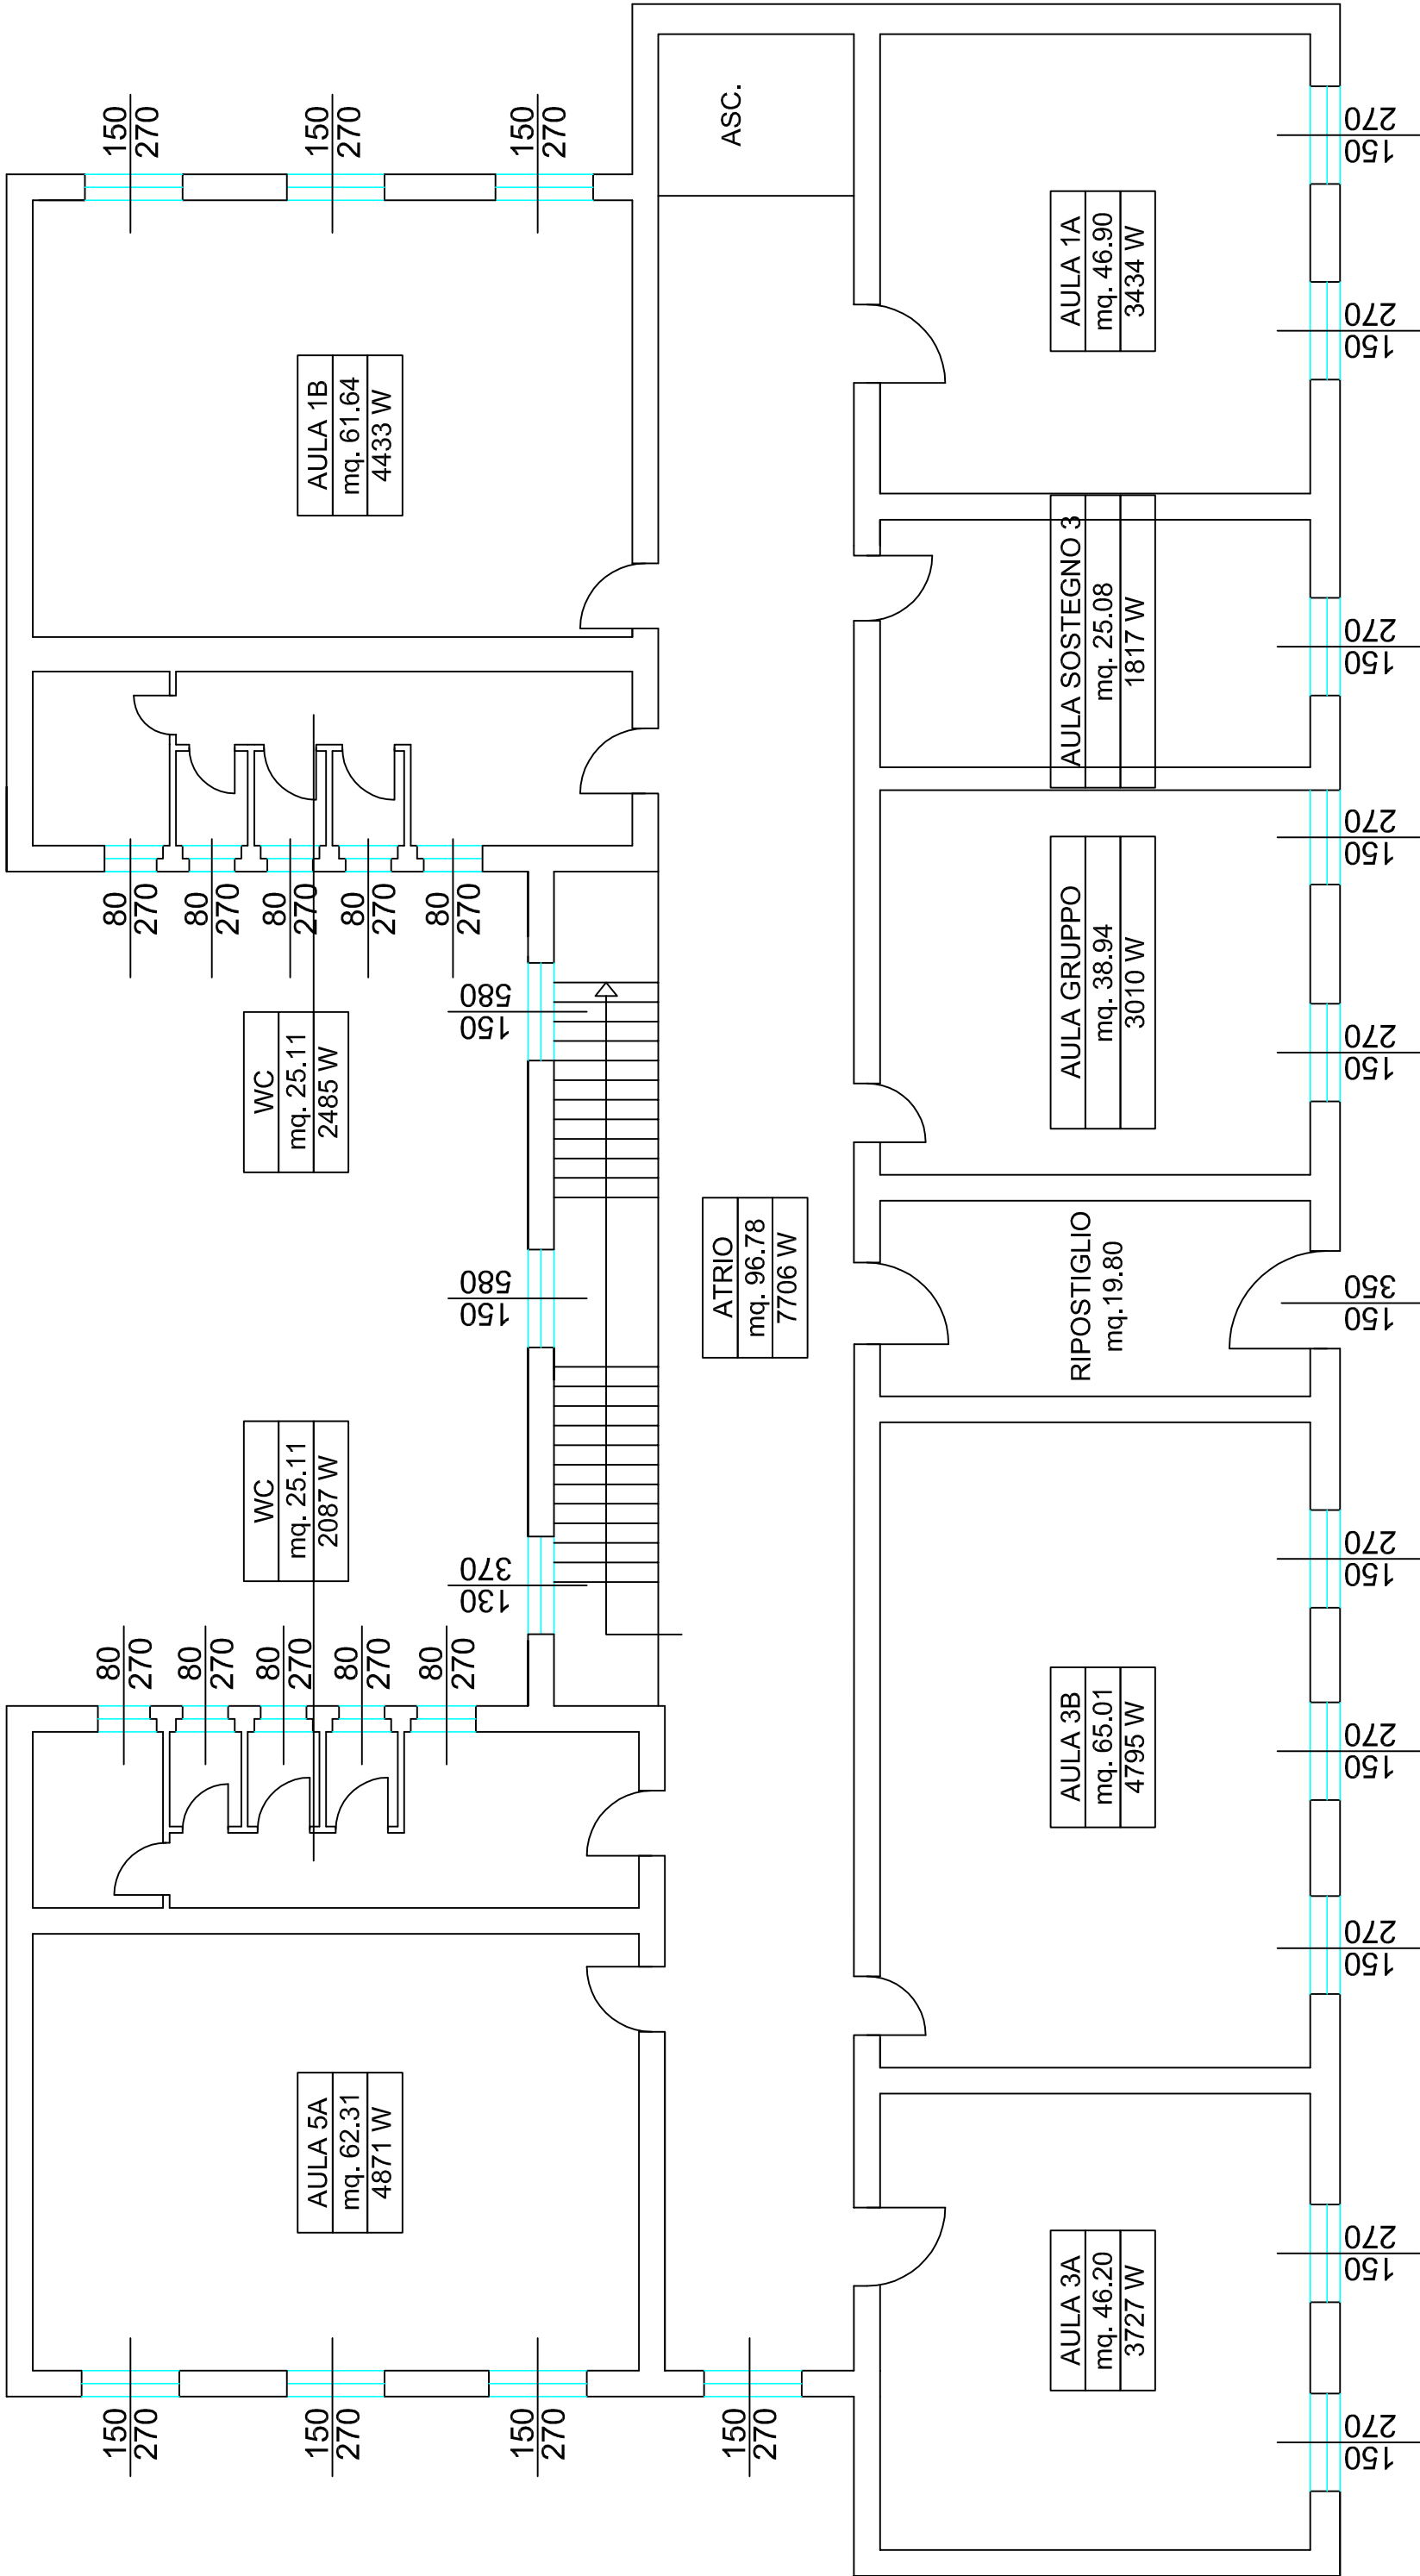 150
270
150
270
150
270
150
270
AULA 5A
mq. 62.31
4871 W
80
270
80
270
80
270
80
270
80
270
WC
mq. 25.11
2087 W
WC
mq. 25.11
2485 W
80
270
80
270
80
270
80
270
80
270
AULA 1B
mq. 61.64
4433 W
150
270
150
270
150
270
130
370
150
580
150
580
ATRIO
mq. 96.78
7706 W
ASC.
AULA 3A
mq. 46.20
3727 W
AULA 3B
mq. 65.01
4795 W
RIPOSTIGLIO
mq.19.80
AULA GRUPPO
mq. 38.94
3010 W
AULA SOSTEGNO 3
mq. 25.08
1817 W
AULA 1A
mq. 46.90
3434 W
150
270
150
270
150
270
150
270
150
270
150
350
150
270
150
270
150
270
150
270
150
270